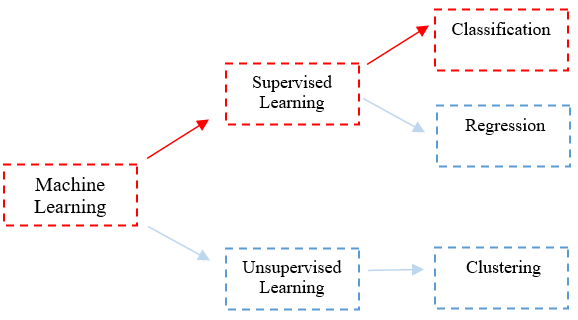 Classification
Supervised
Learning
Regression
Machine
Learning
Unsupervised
Learning
Clustering